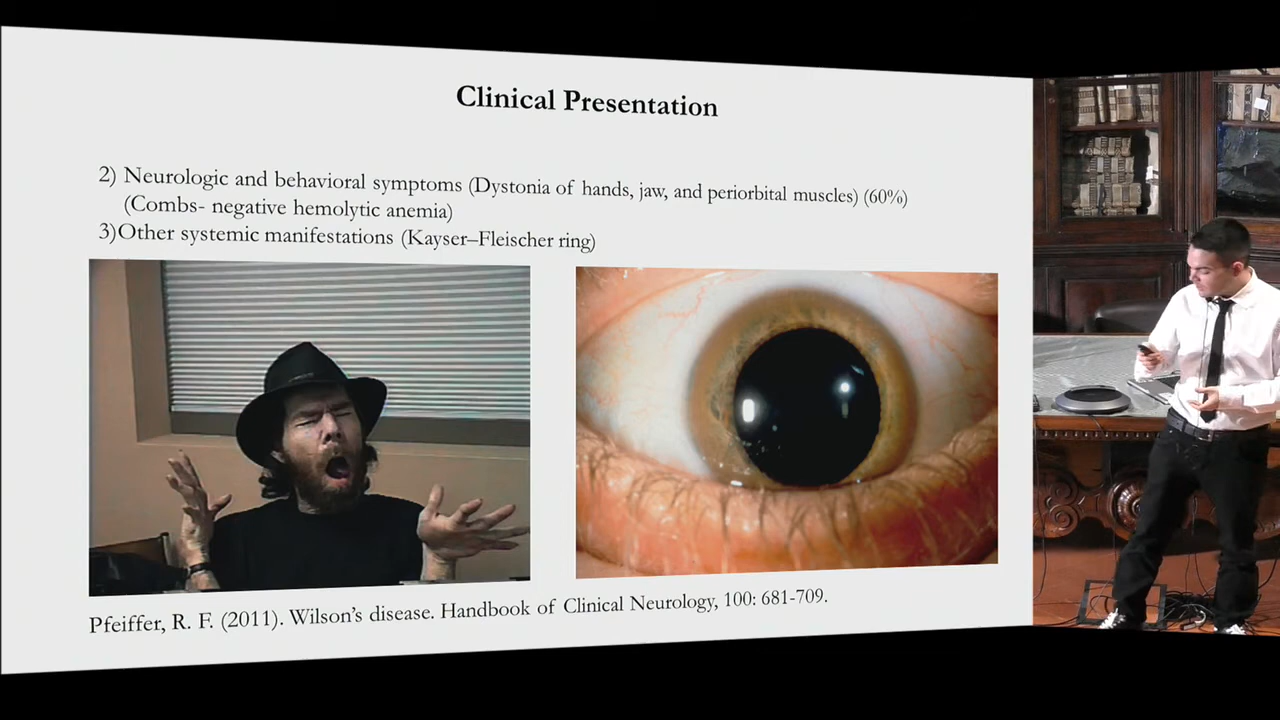 Clinical Presentation
2) Neurologic and behavioral symptoms (Dystonia of hands, jaw, and periorbital muscles) (60%)
(Combs- negative hemolytic anemia)
3)Other systemic manifestations (Kayser–Fleischer ring)
Pfeiffer, R. F. (2011). Wilson's disease. Handbook of Clinical Neurology, 100: 681-709.